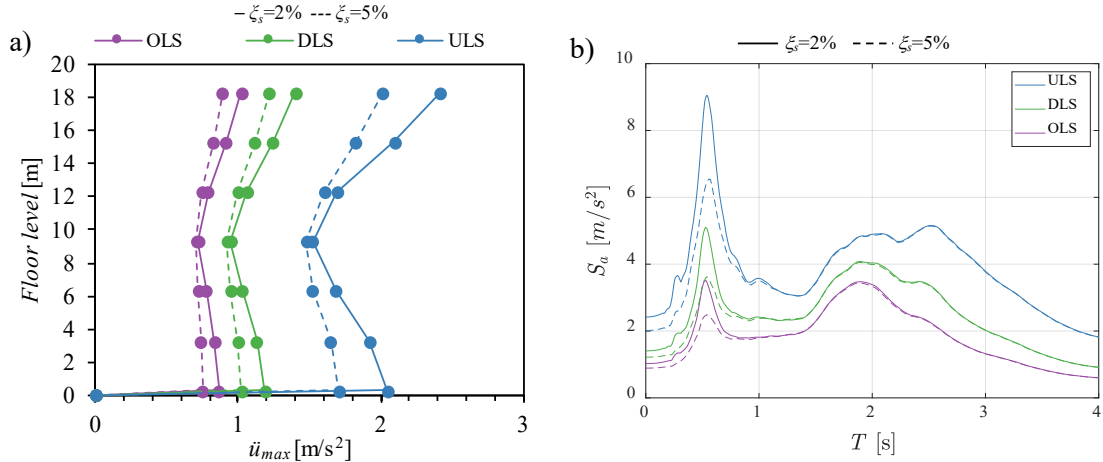 a)
ξₛ=2% ξₛ=5%
OLS DLS ULS
20
18
16
14
12
10
8
6
4
2
0
Floor level [m]
0 1 2 3
ü_max [m/s²]
b)
ξₛ=2% ξₛ=5%
ULS
DLS
OLS
10
8
6
4
2
0
Sₐ [m/s²]
0 1 2 3 4
T [s]